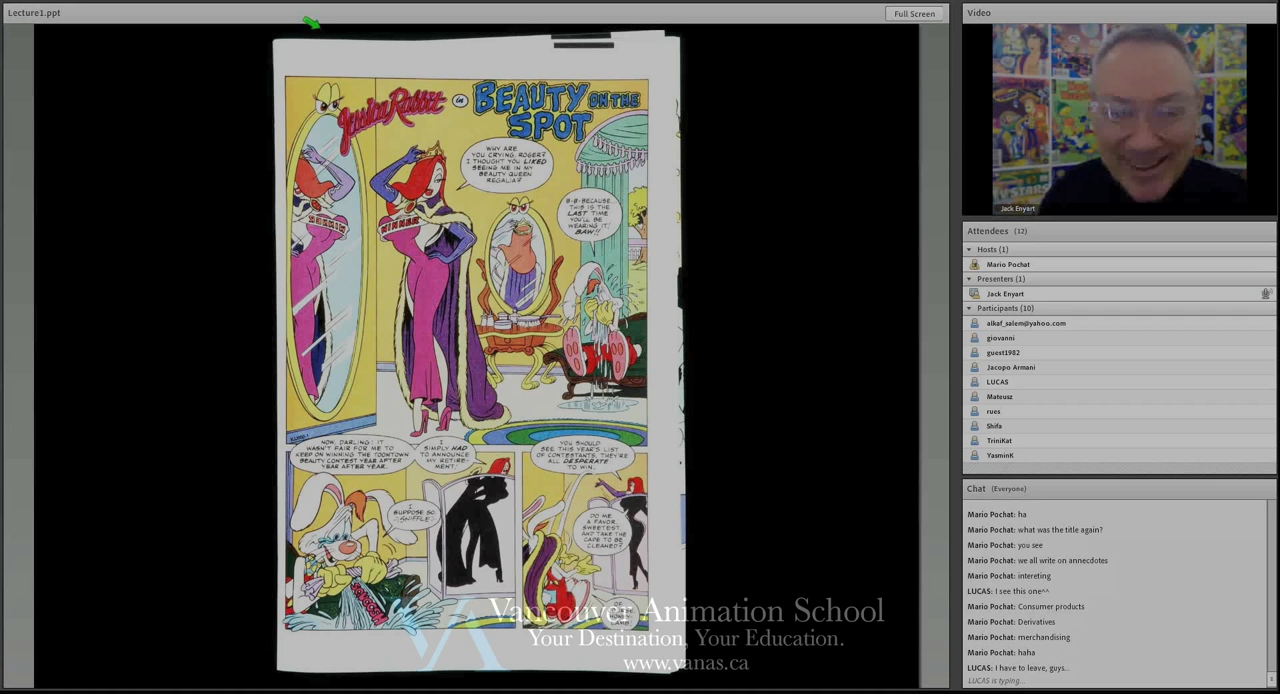 Lecture1.ppt
Full Screen
Jessica Rabbit
in
BEAUTY ON THE
SPOT
WHY ARE
YOU CRYING, ROGER?
I THOUGHT YOU LIKED
SEEING ME IN MY
BEAUTY QUEEN
REGALIA?
B-B-BECAUSE
THIS IS THE
LAST TIME
YOU'LL BE
WEARING IT!
BAW!!
WINNER
NOW, DARLING! IT
WASN'T FAIR FOR ME TO
KEEP ON WINNING THE TOONTOWN
BEAUTY CONTEST YEAR AFTER
YEAR AFTER YEAR.
I
SIMPLY HAD
TO ANNOUNCE
MY RETIRE-
MENT!
I
SUPPOSE SO.
SNIFFLE!
YOU SHOULD
SEE THIS YEAR'S LIST
OF CONTESTANTS. THEY'RE
ALL DESPERATE
TO WIN.
DO ME
A FAVOR,
SWEETEST,
AND TAKE THE
CAPE TO BE
CLEANED?
Vancouver Animation School
Your Destination, Your Education.
www.vanas.ca
Video
TV STARS
Jack Enyart
Attendees (12)
Hosts (1)
Mario Pochat
Presenters (1)
Jack Enyart
Participants (10)
alkaf_salem@yahoo.com
giovanni
guest1982
Jacopo Armani
LUCAS
Mateusz
rues
Shifa
TriniKat
YasminK
Chat (Everyone)
Mario Pochat: ha
Mario Pochat: what was the title again?
Mario Pochat: you see
Mario Pochat: we all write on annecdotes
Mario Pochat: intereting
LUCAS: I see this one^^
Mario Pochat: Consumer products
Mario Pochat: Derivatives
Mario Pochat: merchandising
Mario Pochat: haha
LUCAS: I have to leave, guys...
LUCAS is typing...